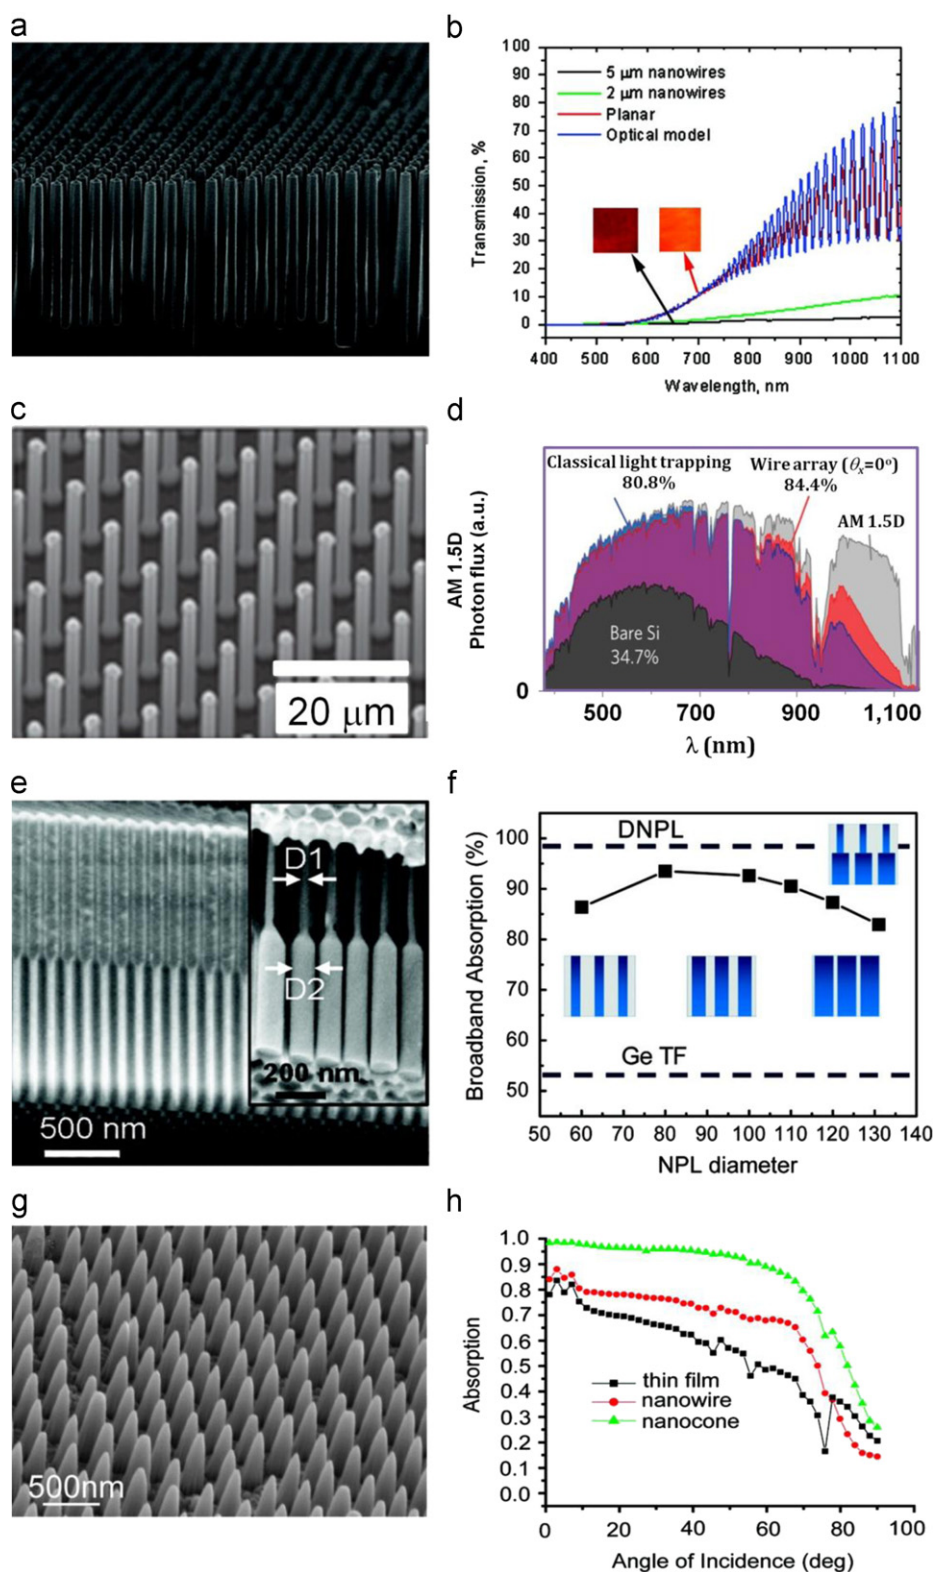 a
b
100
90
80
70
60
50
40
30
20
10
0
Transmission, %
5 μm nanowires
2 μm nanowires
Planar
Optical model
400 500 600 700 800 900 1000 1100
Wavelength, nm
c
20 μm
d
AM 1.5D
Photon flux (a.u.)
Classical light trapping
80.8%
Wire array (θx=0°)
84.4%
AM 1.5D
Bare Si
34.7%
0
500 700 900 1,100
λ (nm)
e
D1
D2
200 nm
500 nm
f
Broadband Absorption (%)
100
90
80
70
60
50
DNPL
Ge TF
50 60 70 80 90 100 110 120 130 140
NPL diameter
g
500nm
h
Absorption
1.0
0.9
0.8
0.7
0.6
0.5
0.4
0.3
0.2
0.1
0.0
thin film
nanowire
nanocone
0 20 40 60 80 100
Angle of Incidence (deg)